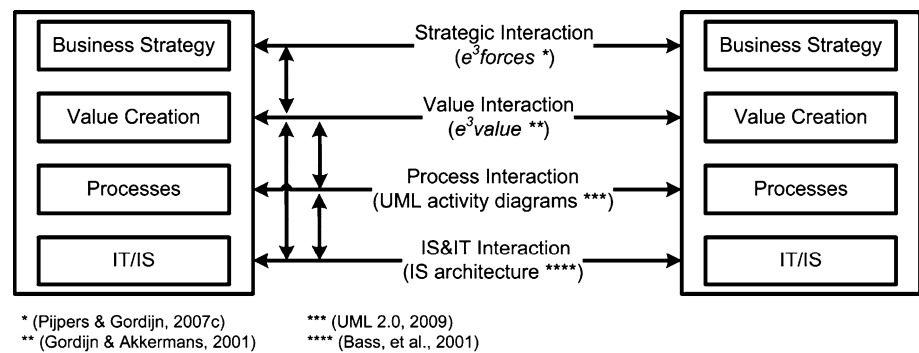 Business Strategy
Strategic Interaction
(e³forces *)
Business Strategy
Value Creation
Value Interaction
(e³value **)
Value Creation
Processes
Process Interaction
(UML activity diagrams ***)
Processes
IT/IS
IS&IT Interaction
(IS architecture ****)
IT/IS
* (Pijpers & Gordijn, 2007c)
*** (UML 2.0, 2009)
** (Gordijn & Akkermans, 2001)
**** (Bass, et al., 2001)